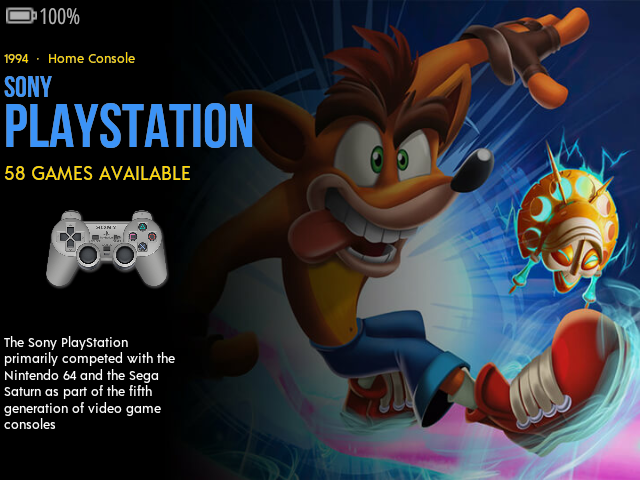 100%
1994 · Home Console
SONY
PLAYSTATION
58 GAMES AVAILABLE
SONY
The Sony PlayStation
primarily competed with the
Nintendo 64 and the Sega
Saturn as part of the fifth
generation of video game
consoles